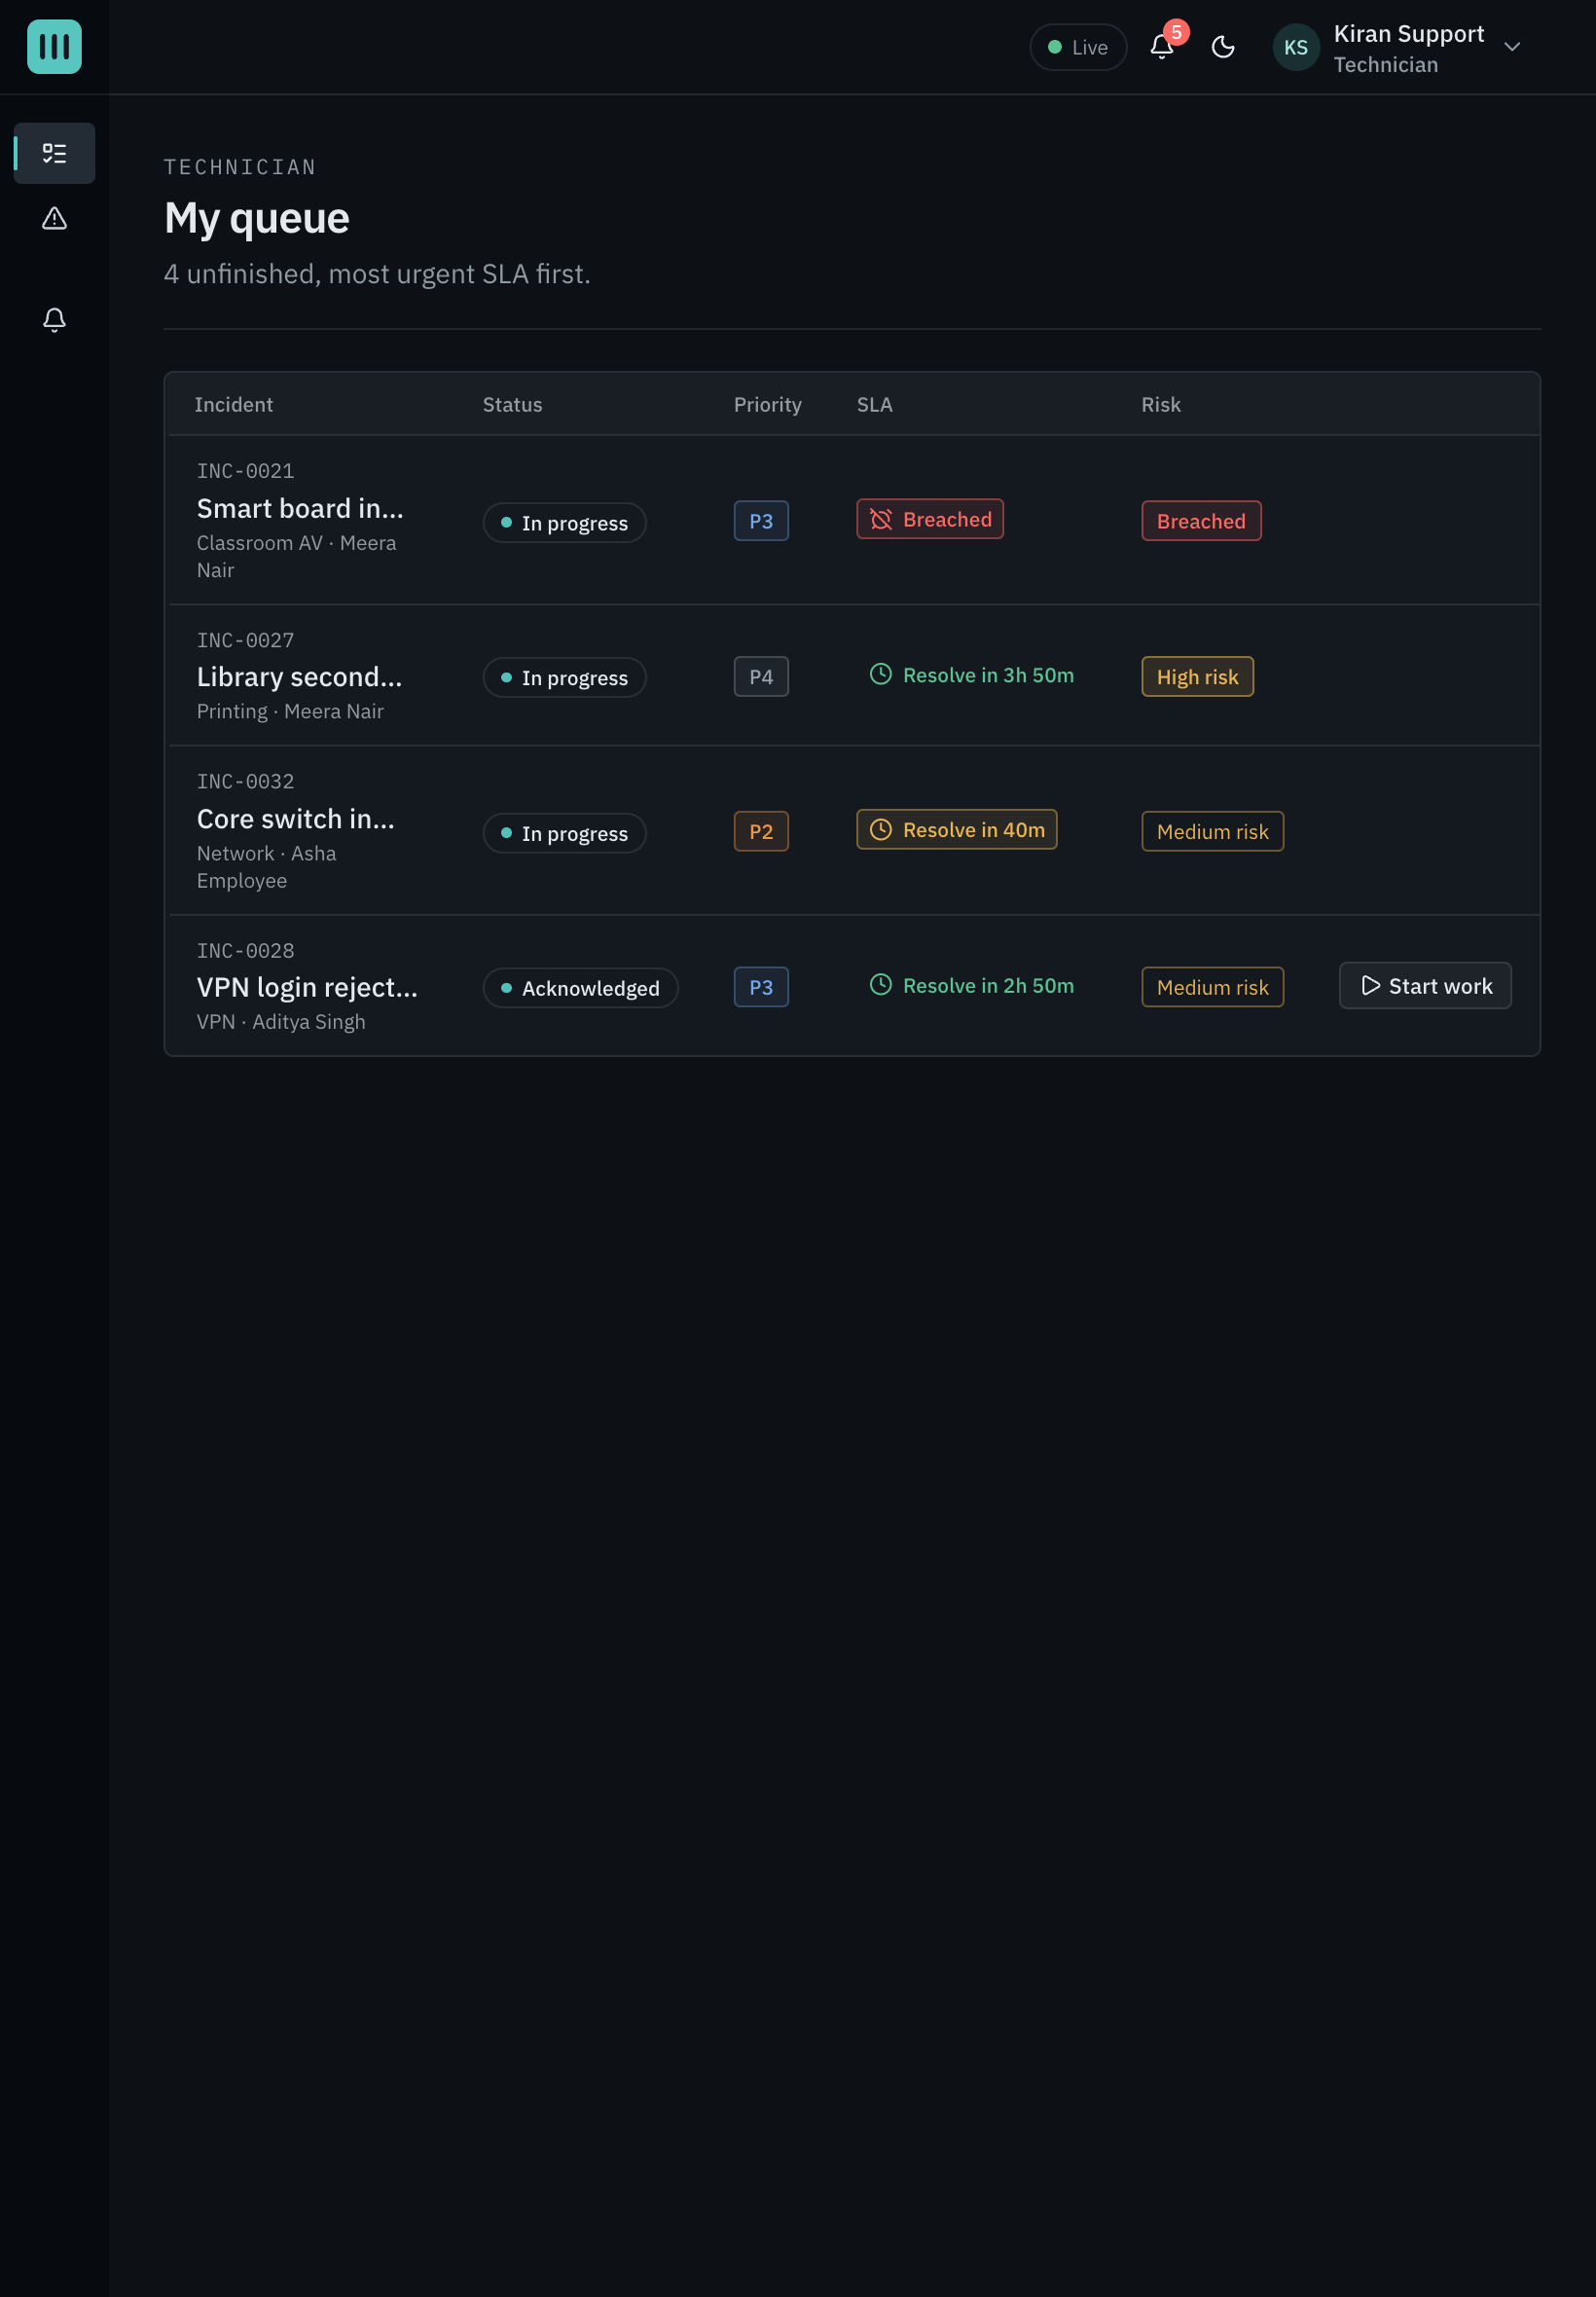 Live
5
KS
Kiran Support
Technician
TECHNICIAN
My queue
4 unfinished, most urgent SLA first.
Incident Status Priority SLA Risk
INC-0021
Smart board in...
Classroom AV · Meera
Nair
In progress
P3
Breached
Breached
INC-0027
Library second...
Printing · Meera Nair
In progress
P4
Resolve in 3h 50m
High risk
INC-0032
Core switch in...
Network · Asha
Employee
In progress
P2
Resolve in 40m
Medium risk
INC-0028
VPN login reject...
VPN · Aditya Singh
Acknowledged
P3
Resolve in 2h 50m
Medium risk
Start work